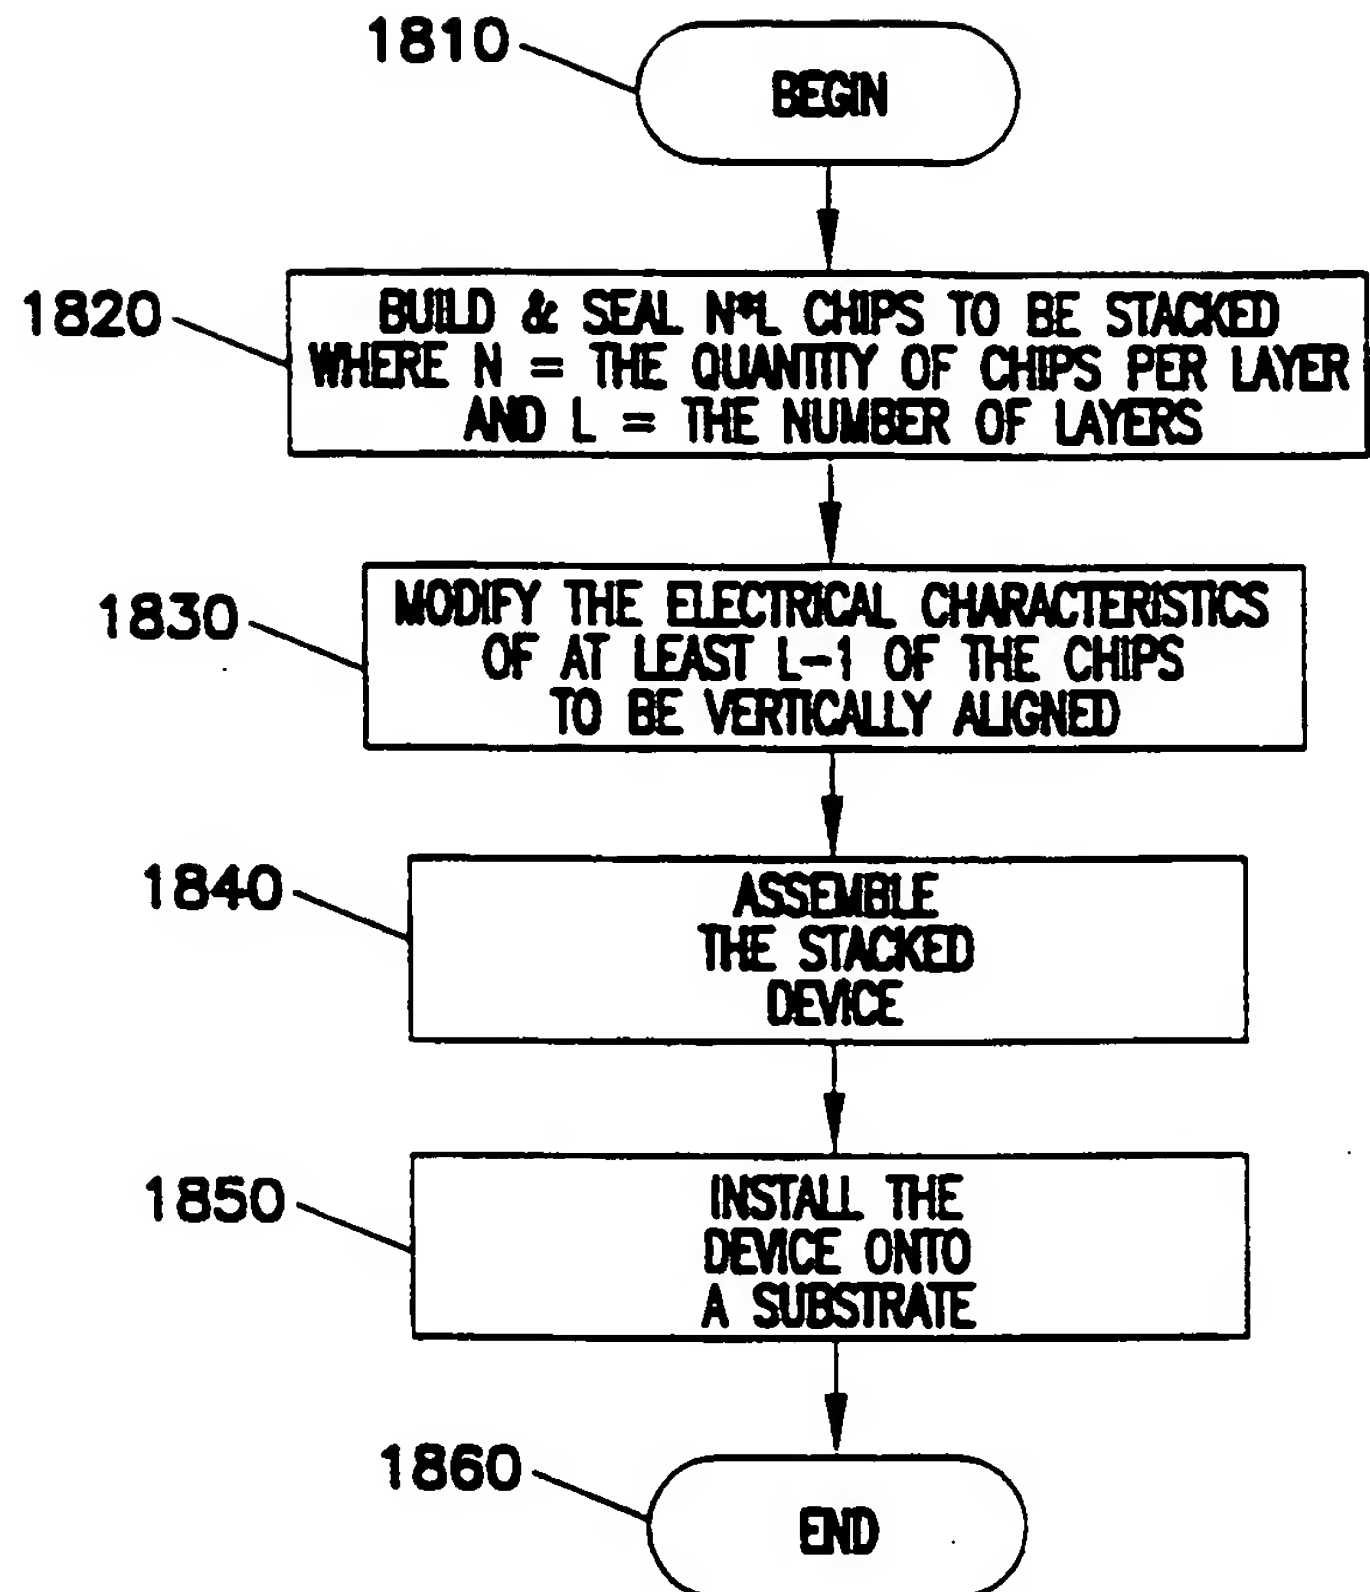 1810
BEGIN
1820
BUILD & SEAL N*L CHIPS TO BE STACKED
WHERE N = THE QUANTITY OF CHIPS PER LAYER
AND L = THE NUMBER OF LAYERS
1830
MODIFY THE ELECTRICAL CHARACTERISTICS
OF AT LEAST L-1 OF THE CHIPS
TO BE VERTICALLY ALIGNED
1840
ASSEMBLE
THE STACKED
DEVICE
1850
INSTALL THE
DEVICE ONTO
A SUBSTRATE
1860
END